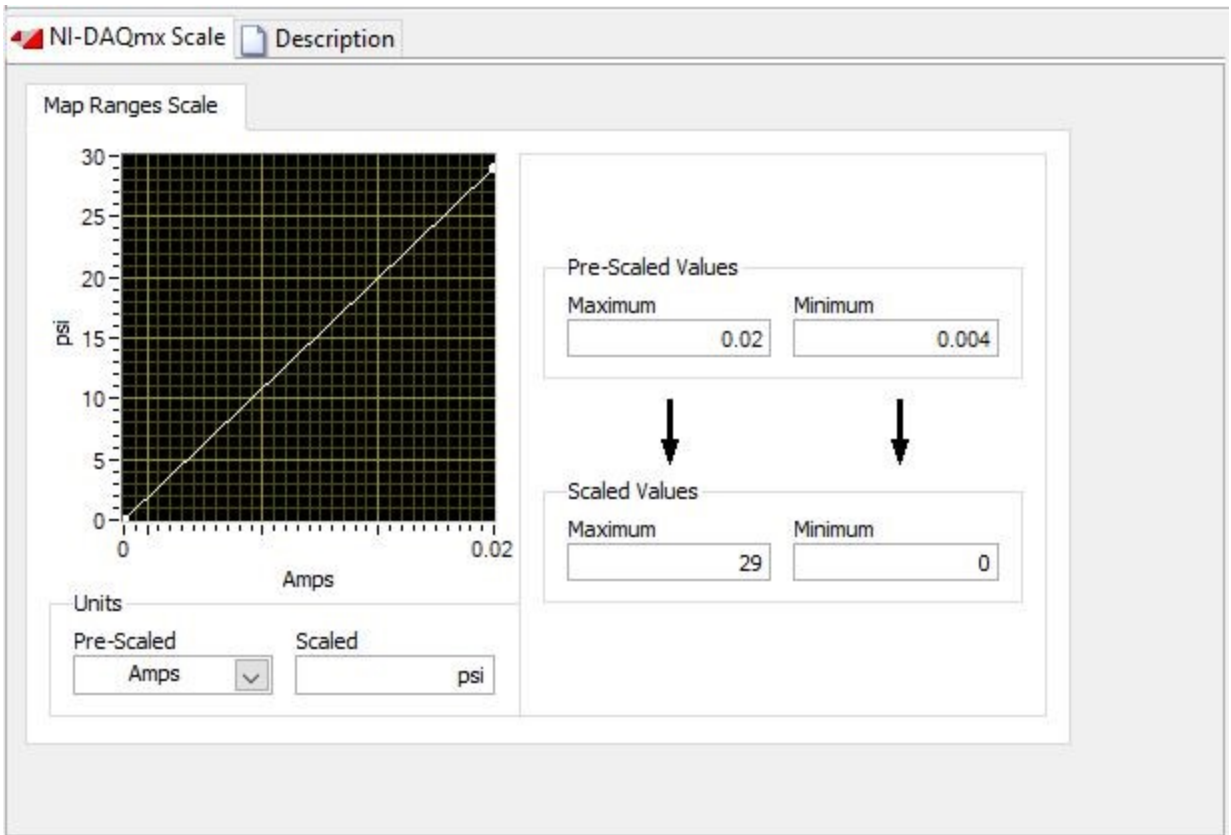 NI-DAQmx Scale Description
Map Ranges Scale
30
25
20
15
10
5
0
psi
0 0.02
Amps
Pre-Scaled Values
Maximum Minimum
0.02 0.004
Scaled Values
Maximum Minimum
29 0
Units
Pre-Scaled Scaled
Amps psi